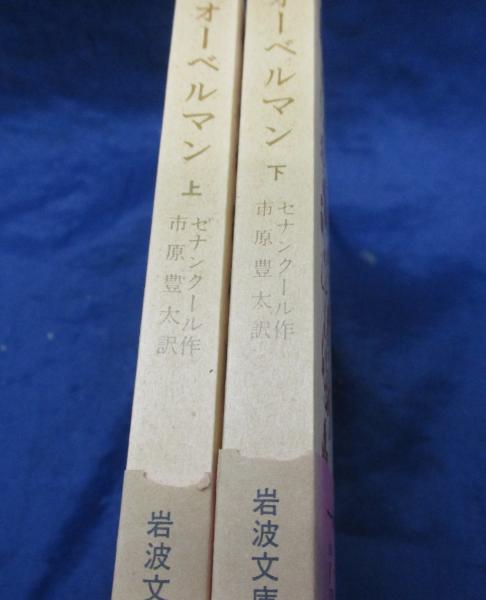 オーベルマン 上
ゼナンクール作
市原豊太訳
岩波文
オーベルマン 下
セナンクール作
市原豊太訳
岩波文庫